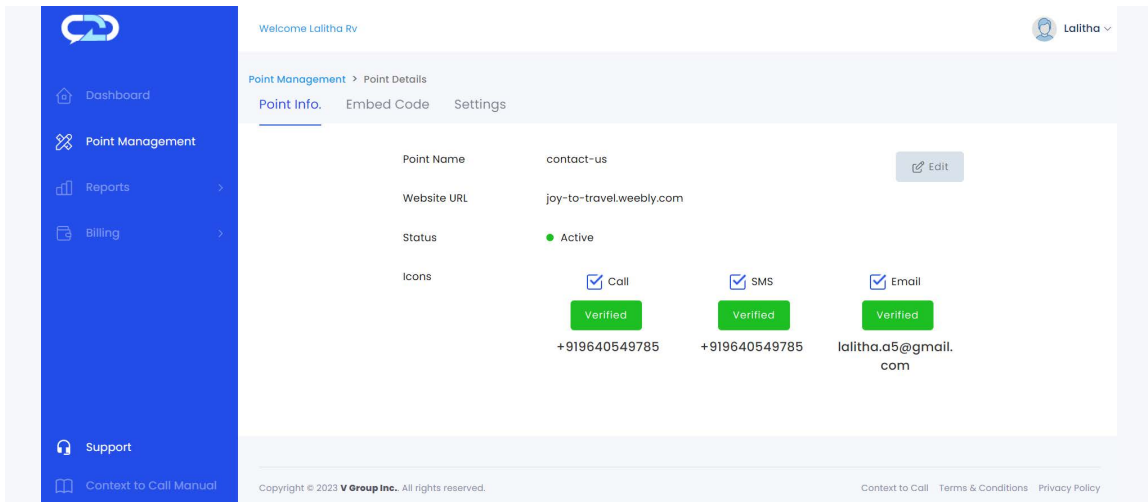 Welcome Lalitha Rv
Lalitha
Dashboard
Point Management
Reports
Billing
Support
Context to Call Manual
Point Management > Point Details
Point Info. Embed Code Settings
Point Name contact-us
Edit
Website URL joy-to-travel.weebly.com
Status Active
Icons Call SMS Email
Verified Verified Verified
+919640549785 +919640549785 lalitha.a5@gmail.
com
Copyright © 2023 V Group Inc.. All rights reserved.
Context to Call Terms & Conditions Privacy Policy